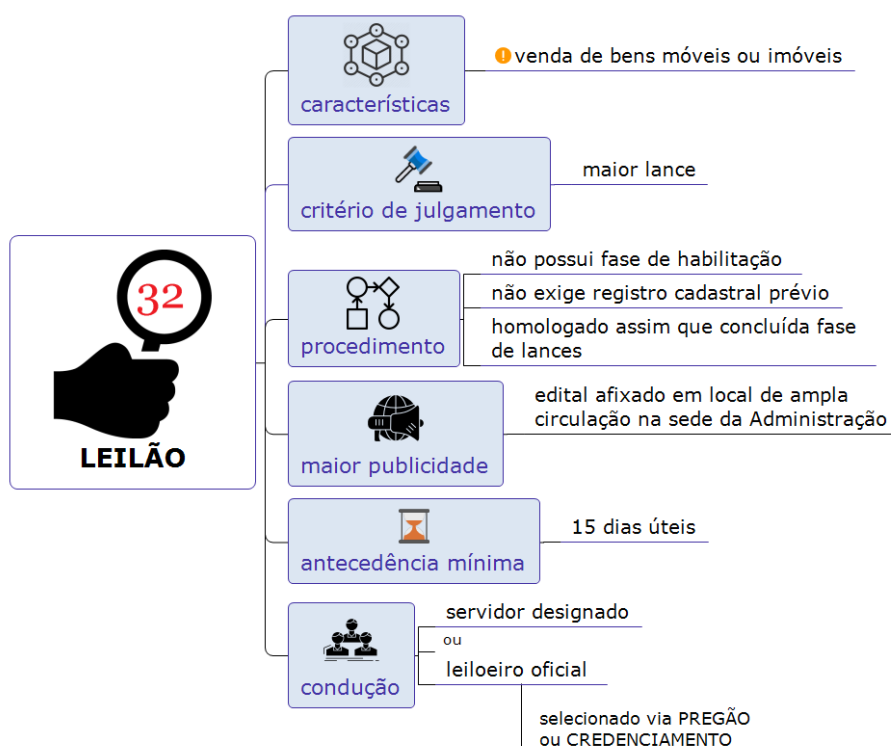 32
LEILÃO
características
! venda de bens móveis ou imóveis
critério de julgamento
maior lance
procedimento
não possui fase de habilitação
não exige registro cadastral prévio
homologado assim que concluída fase
de lances
maior publicidade
edital afixado em local de ampla
circulação na sede da Administração
antecedência mínima
15 dias úteis
condução
servidor designado
ou
leiloeiro oficial
selecionado via PREGÃO
ou CREDENCIAMENTO